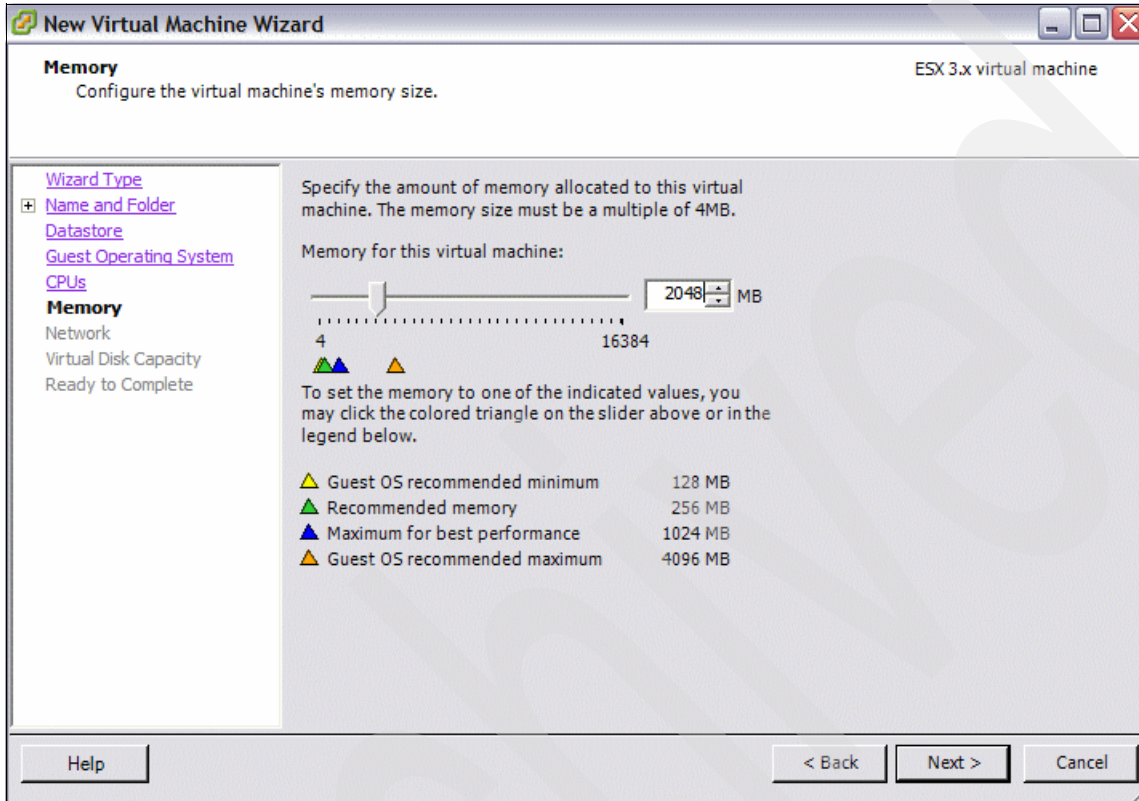 New Virtual Machine Wizard
Memory
ESX 3.x virtual machine
Configure the virtual machine's memory size.
Wizard Type
Name and Folder
Datastore
Guest Operating System
CPUs
Memory
Network
Virtual Disk Capacity
Ready to Complete
Specify the amount of memory allocated to this virtual
machine. The memory size must be a multiple of 4MB.
Memory for this virtual machine:
2048 MB
4 16384
To set the memory to one of the indicated values, you
may click the colored triangle on the slider above or in the
legend below.
Guest OS recommended minimum 128 MB
Recommended memory 256 MB
Maximum for best performance 1024 MB
Guest OS recommended maximum 4096 MB
Help
< Back
Next >
Cancel